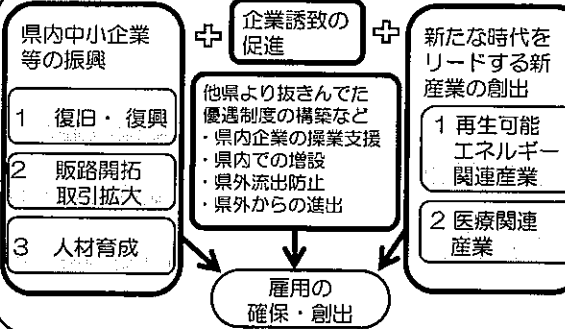 県内中小企業
等の振興
1 復旧・復興
2 販路開拓
取引拡大
3 人材育成
企業誘致の
促進
他県より抜きんでた
優遇制度の構築など
・県内企業の操業支援
・県内での増設
・県外流出防止
・県外からの進出
新たな時代を
リードする新
産業の創出
1 再生可能
エネルギー
関連産業
2 医療関連
産業
雇用の
確保・創出